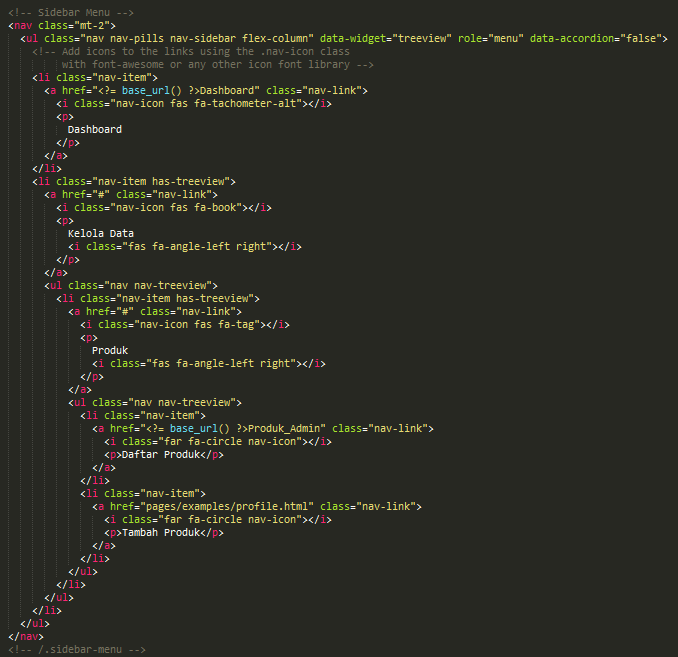 <!-- Sidebar Menu -->
<nav class="mt-2">
<ul class="nav nav-pills nav-sidebar flex-column" data-widget="treeview" role="menu" data-accordion="false">
<!-- Add icons to the links using the .nav-icon class
with font-awesome or any other icon font library -->
<li class="nav-item">
<a href="<?= base_url() ?>Dashboard" class="nav-link">
<i class="nav-icon fas fa-tachometer-alt"></i>
<p>
Dashboard
</p>
</a>
</li>
<li class="nav-item has-treeview">
<a href="#" class="nav-link">
<i class="nav-icon fas fa-book"></i>
<p>
Kelola Data
<i class="fas fa-angle-left right"></i>
</p>
</a>
<ul class="nav nav-treeview">
<li class="nav-item has-treeview">
<a href="#" class="nav-link">
<i class="nav-icon fas fa-tag"></i>
<p>
Produk
<i class="fas fa-angle-left right"></i>
</p>
</a>
<ul class="nav nav-treeview">
<li class="nav-item">
<a href="<?= base_url() ?>Produk_Admin" class="nav-link">
<i class="far fa-circle nav-icon"></i>
<p>Daftar Produk</p>
</a>
</li>
<li class="nav-item">
<a href="pages/examples/profile.html" class="nav-link">
<i class="far fa-circle nav-icon"></i>
<p>Tambah Produk</p>
</a>
</li>
</ul>
</li>
</ul>
</li>
</ul>
</nav>
<!-- /.sidebar-menu -->